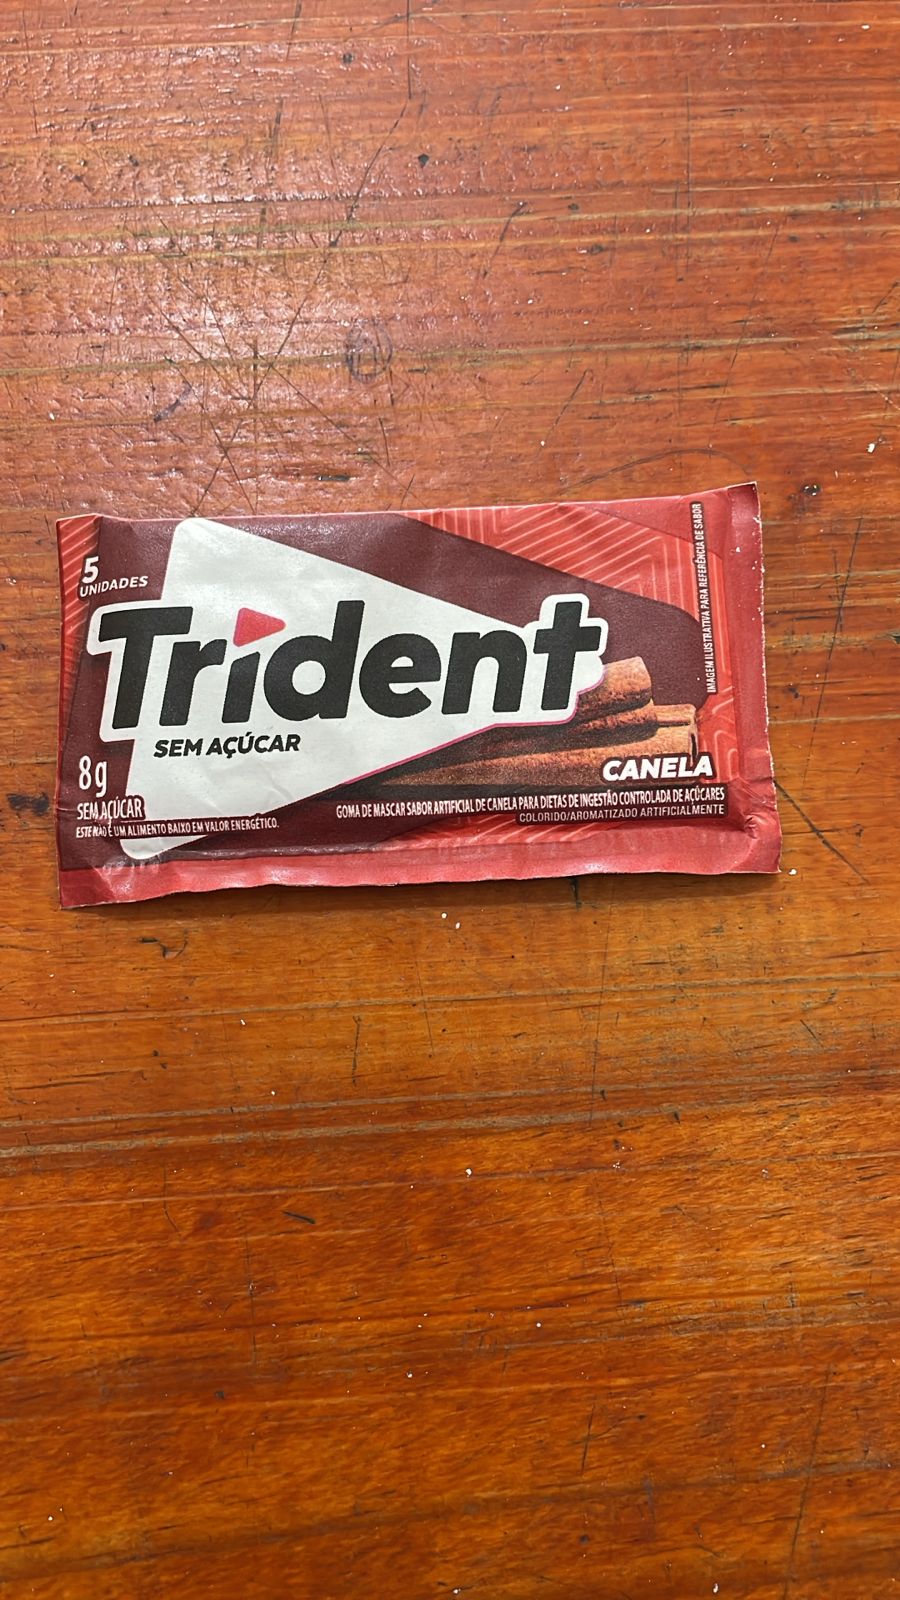 5
UNIDADES
Trident
SEM AÇÚCAR
8g
SEM AÇÚCAR
ESTE NÃO É UM ALIMENTO BAIXO EM VALOR ENERGÉTICO.
CANELA
GOMA DE MASCAR SABOR ARTIFICIAL DE CANELA PARA DIETAS DE INGESTÃO CONTROLADA DE AÇÚCARES
COLORIDO/AROMATIZADO ARTIFICIALMENTE
IMAGEM ILUSTRATIVA PARA REFERÊNCIA DE SABOR